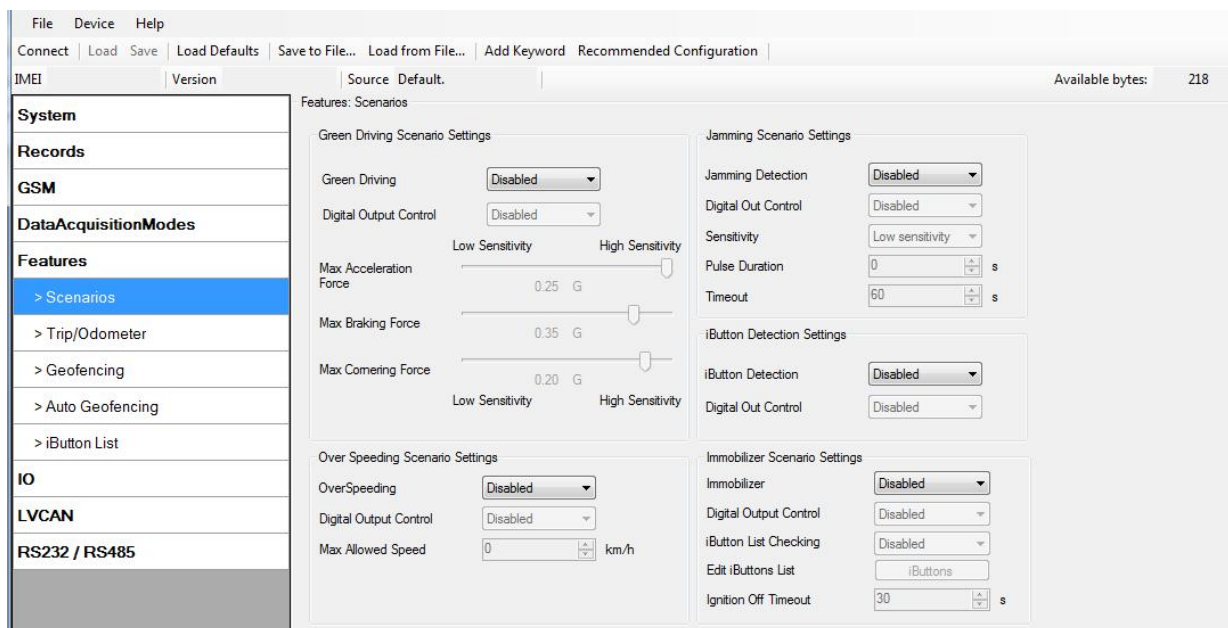 File Device Help
Connect Load Save Load Defaults Save to File... Load from File... Add Keyword Recommended Configuration
IMEI Version Source Default. Available bytes: 218
System
Records
GSM
DataAcquisitionModes
Features
> Scenarios
> Trip/Odometer
> Geofencing
> Auto Geofencing
> iButton List
IO
LVCAN
RS232 / RS485
Features: Scenarios
Green Driving Scenario Settings
Green Driving Disabled
Digital Output Control Disabled
Low Sensitivity High Sensitivity
Max Acceleration
Force
0.25 G
Max Braking Force
0.35 G
Max Cornering Force
0.20 G
Low Sensitivity High Sensitivity
Over Speeding Scenario Settings
OverSpeeding Disabled
Digital Output Control Disabled
Max Allowed Speed 0 km/h
Jamming Scenario Settings
Jamming Detection Disabled
Digital Out Control Disabled
Sensitivity Low sensitivity
Pulse Duration 0 s
Timeout 60 s
iButton Detection Settings
iButton Detection Disabled
Digital Out Control Disabled
Immobilizer Scenario Settings
Immobilizer Disabled
Digital Output Control Disabled
iButton List Checking Disabled
Edit iButtons List iButtons
Ignition Off Timeout 30 s